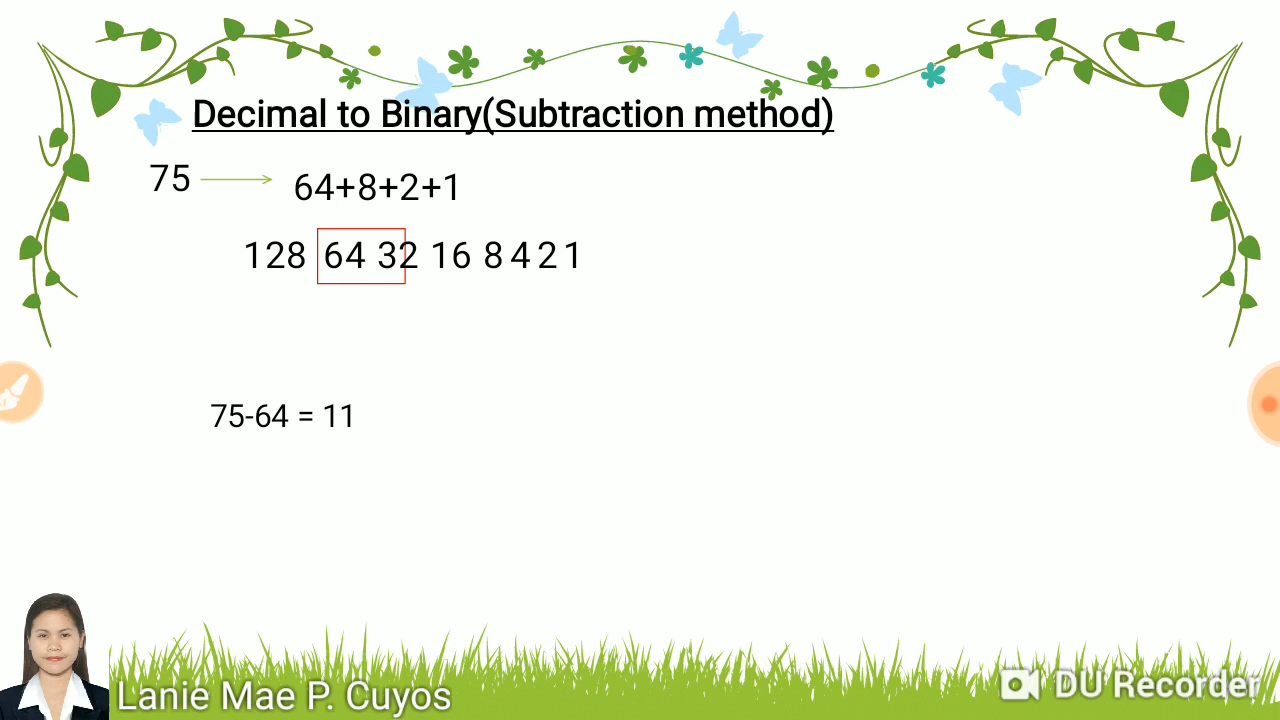 Decimal to Binary(Subtraction method)
75
64+8+2+1
128 64 32 16 8 4 2 1
75-64 = 11
Lanie Mae P. Cuyos
DU Recorder